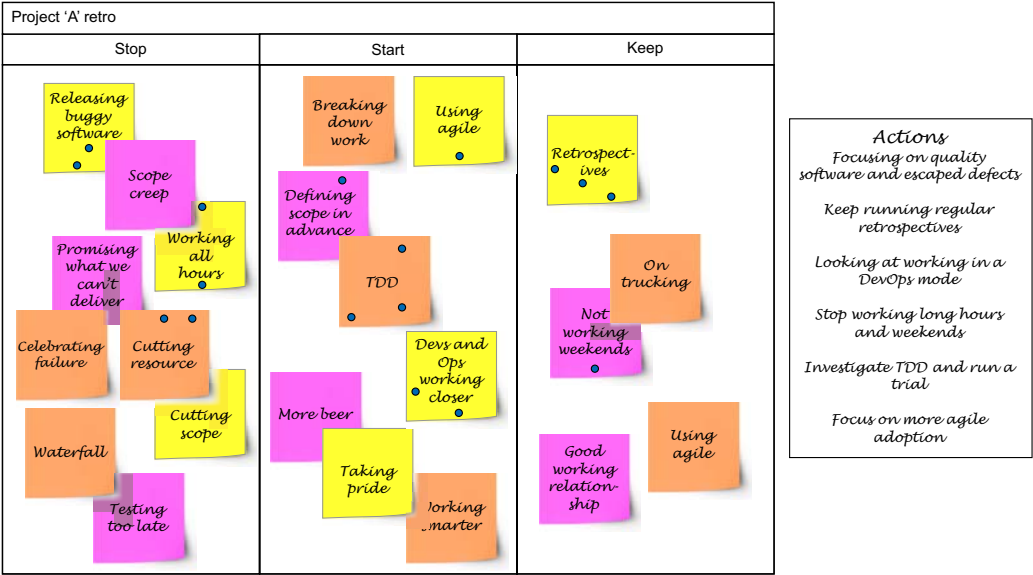 Project ‘A’ retro
Stop
Start
Keep
Releasing
buggy
software
Scope
creep
Working
all
hours
Promising
what we
can't
deliver
Celebrating
failure
Cutting
resource
Cutting
scope
Waterfall
Testing
too late
Breaking
down
work
Using
agile
Defining
scope in
advance
TDD
Devs and
Ops
working
closer
More beer
Taking
pride
Retrospect-
ives
On
trucking
Not
working
weekends
Using
agile
Good
working
relation-
ship
Actions
Focusing on quality
software and escaped defects
Keep running regular
retrospectives
Looking at working in a
DevOps mode
Stop working long hours
and weekends
Investigate TDD and run a
trial
Focus on more agile
adoption